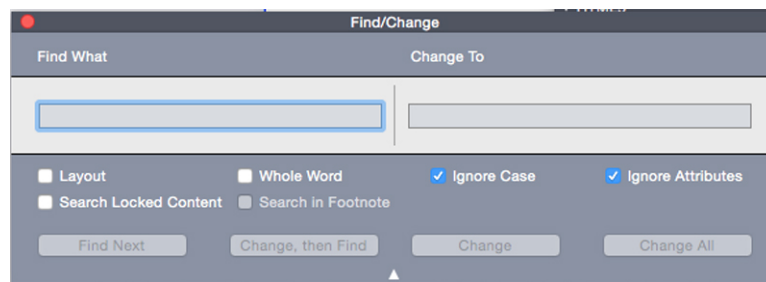 Find/Change
Find What Change To
Layout Whole Word Ignore Case Ignore Attributes
Search Locked Content Search in Footnote
Find Next Change, then Find Change Change All